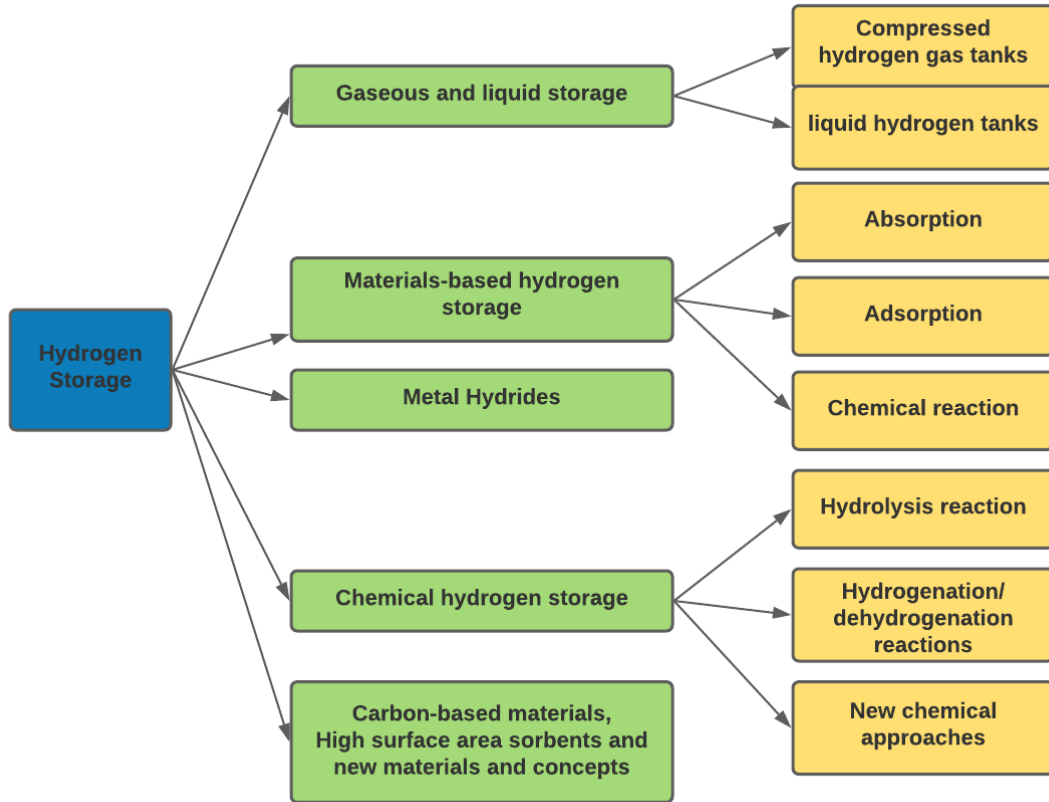 Hydrogen
Storage
Gaseous and liquid storage
Compressed
hydrogen gas tanks
liquid hydrogen tanks
Materials-based hydrogen
storage
Absorption
Adsorption
Chemical reaction
Metal Hydrides
Chemical hydrogen storage
Hydrolysis reaction
Hydrogenation/
dehydrogenation
reactions
New chemical
approaches
Carbon-based materials,
High surface area sorbents and
new materials and concepts